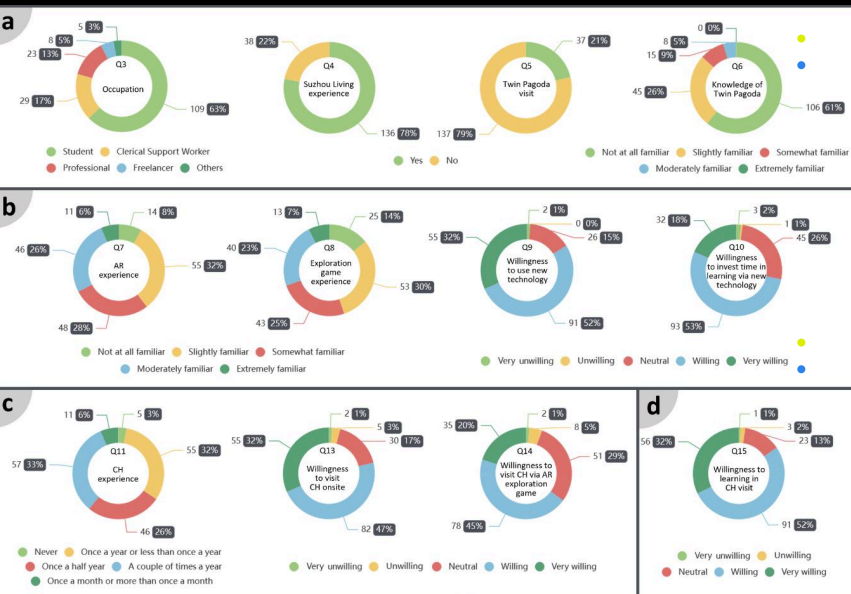 a
5 3%
8 5%
23 13%
29 17%
109 63%
Q3
Occupation
Student
Clerical Support Worker
Professional
Freelancer
Others
38 22%
136 78%
Q4
Suzhou Living
experience
37 21%
137 79%
Q5
Twin Pagoda
visit
Yes
No
0 0%
8 5%
15 9%
45 26%
106 61%
Q6
Knowledge of
Twin Pagoda
Not at all familiar
Slightly familiar
Somewhat familiar
Moderately familiar
Extremely familiar
b
11 6%
14 8%
46 26%
55 32%
48 28%
Q7
AR
experience
13 7%
25 14%
40 23%
53 30%
43 25%
Q8
Exploration
game
experience
Not at all familiar
Slightly familiar
Somewhat familiar
Moderately familiar
Extremely familiar
2 1%
0 0%
26 15%
55 32%
91 52%
Q9
Willingness
to use new
technology
3 2%
1 1%
45 26%
32 18%
93 53%
Q10
Willingness
to invest time in
learning via new
technology
Very unwilling
Unwilling
Neutral
Willing
Very willing
c
11 6%
5 3%
57 33%
55 32%
46 26%
Q11
CH
experience
Never
Once a year or less than once a year
Once a half year
A couple of times a year
Once a month or more than once a month
2 1%
5 3%
30 17%
55 32%
82 47%
Q13
Willingness
to visit
CH onsite
2 1%
8 5%
51 29%
35 20%
78 45%
Q14
Willingness to
visit CH via AR
exploration
game
Very unwilling
Unwilling
Neutral
Willing
Very willing
d
1 1%
3 2%
23 13%
56 32%
91 52%
Q15
Willingness to
learning in
CH visit
Very unwilling
Unwilling
Neutral
Willing
Very willing